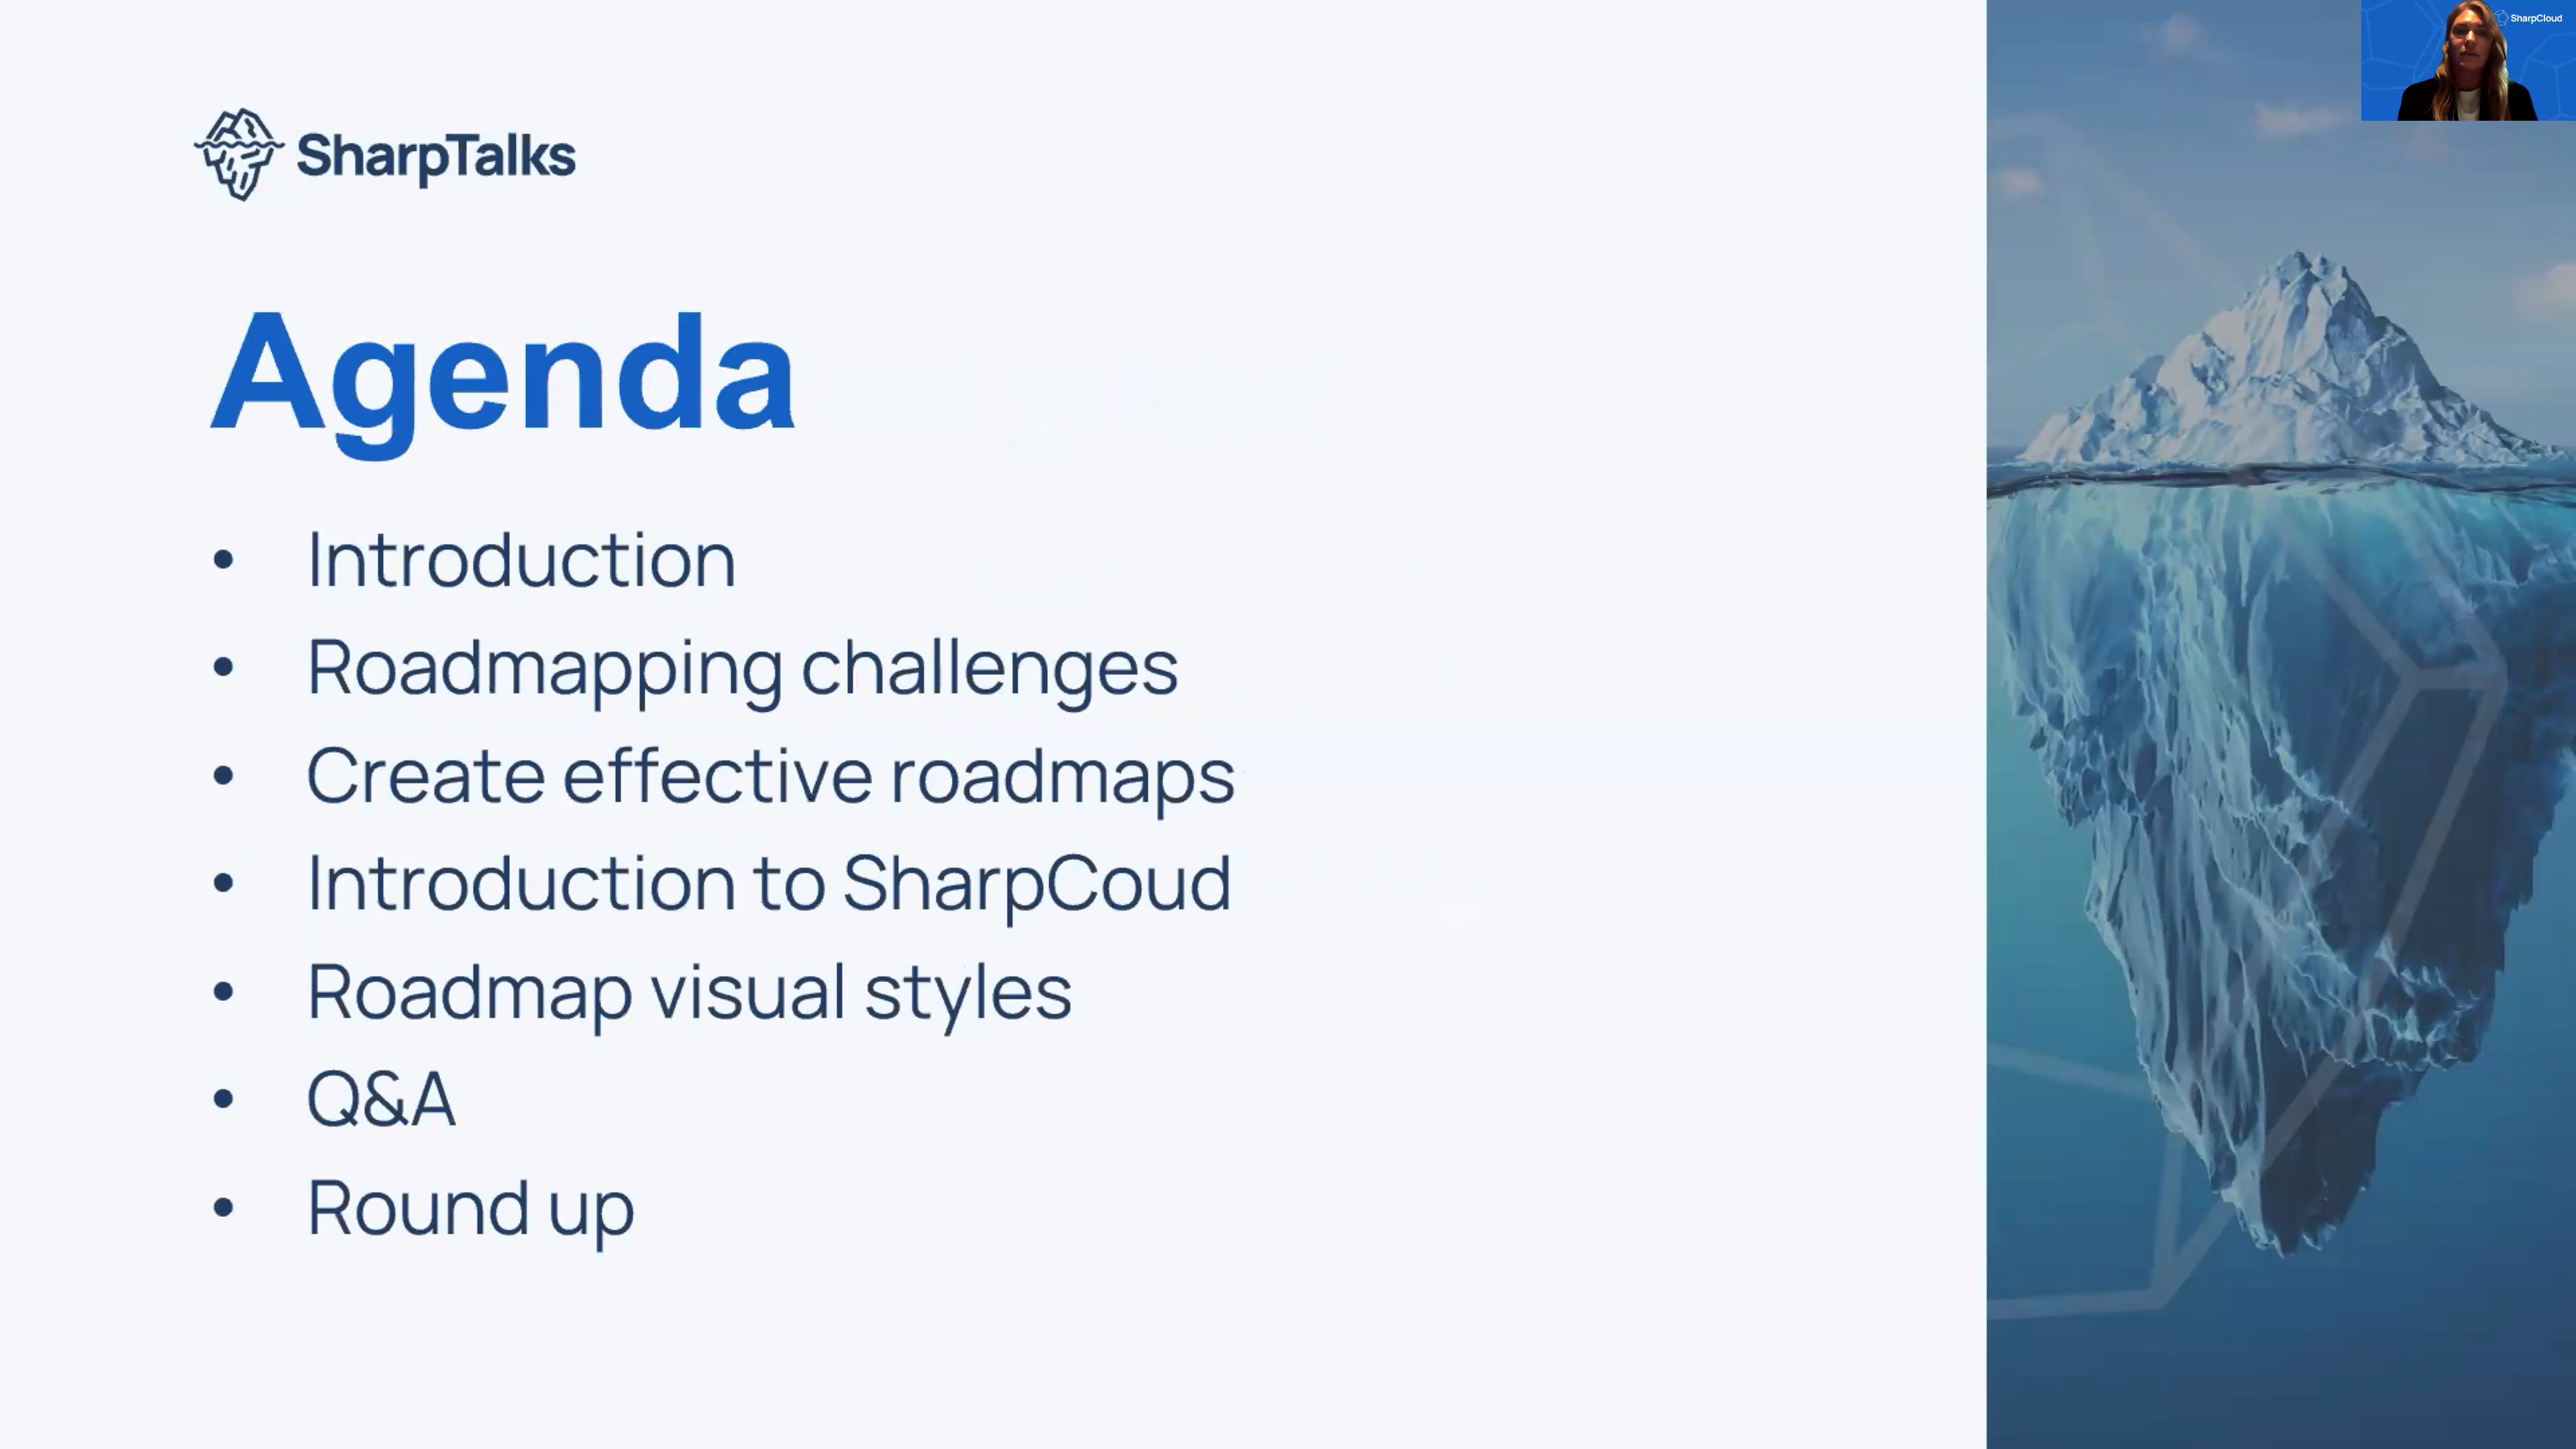 SharpCloud
SharpTalks
Agenda
• Introduction
• Roadmapping challenges
• Create effective roadmaps
• Introduction to SharpCoud
• Roadmap visual styles
• Q&A
• Round up